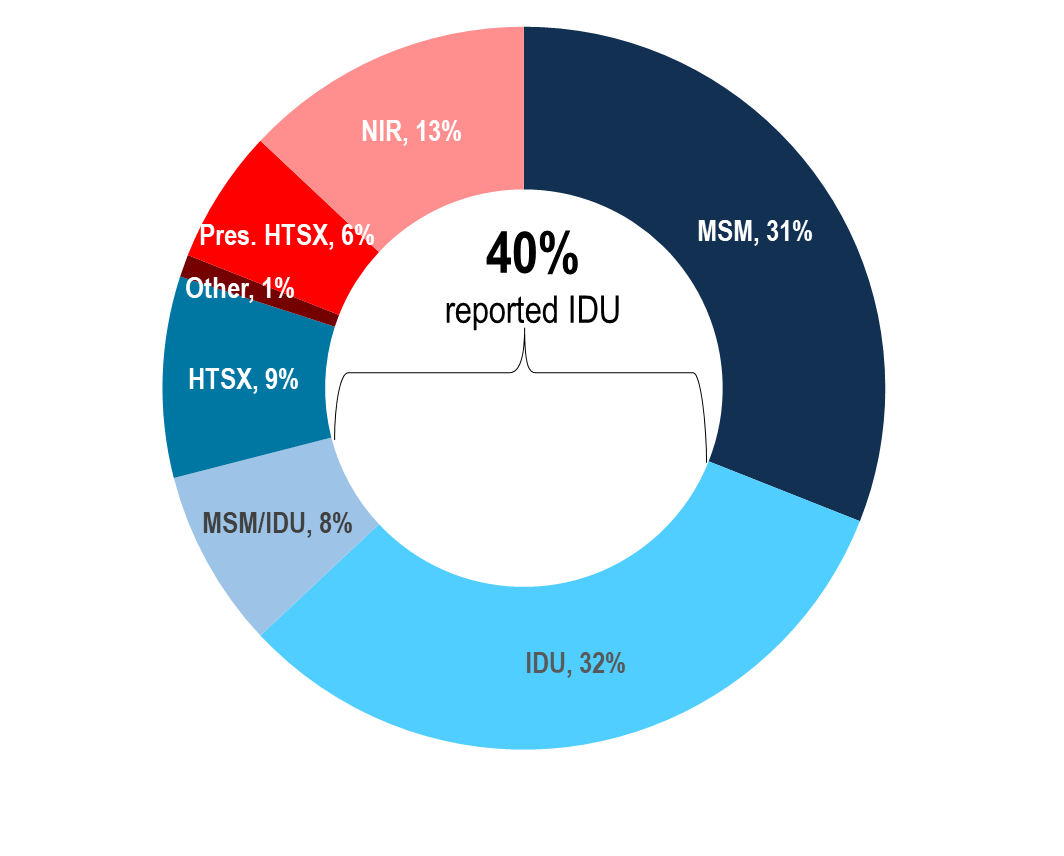 NIR, 13%
MSM, 31%
Pres. HTSX, 6%
40%
reported IDU
Other, 1%
HTSX, 9%
MSM/IDU, 8%
IDU, 32%